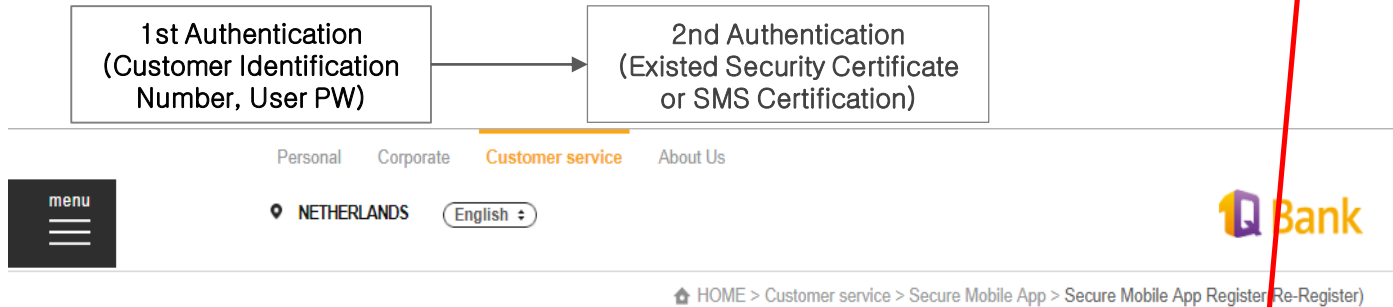 1st Authentication
(Customer Identification
Number, User PW)
2nd Authentication
(Existed Security Certificate
or SMS Certification)
Personal Corporate Customer service About Us
menu
NETHERLANDS English
1Q Bank
HOME > Customer service > Secure Mobile App > Secure Mobile App Register(Re-Register)